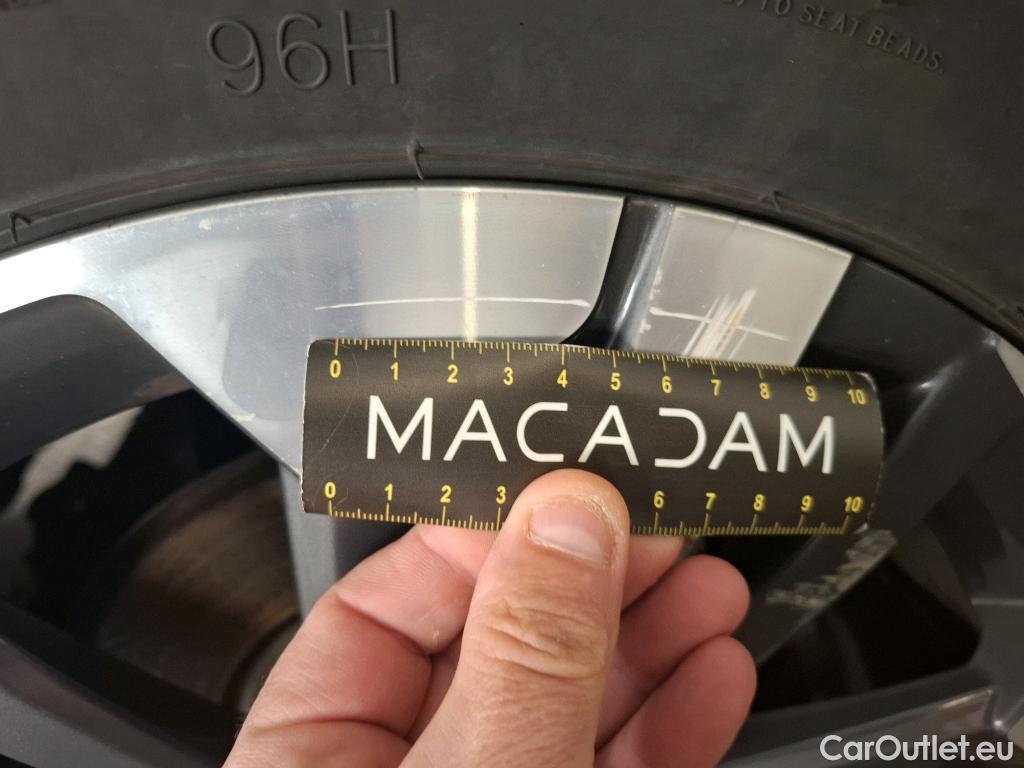 96H
TO SEAT BEADS.
0 1 2 3 4 5 6 7 8 9 10
MACADAM
0 1 2 3 6 7 8 9 10
CarOutlet.eu